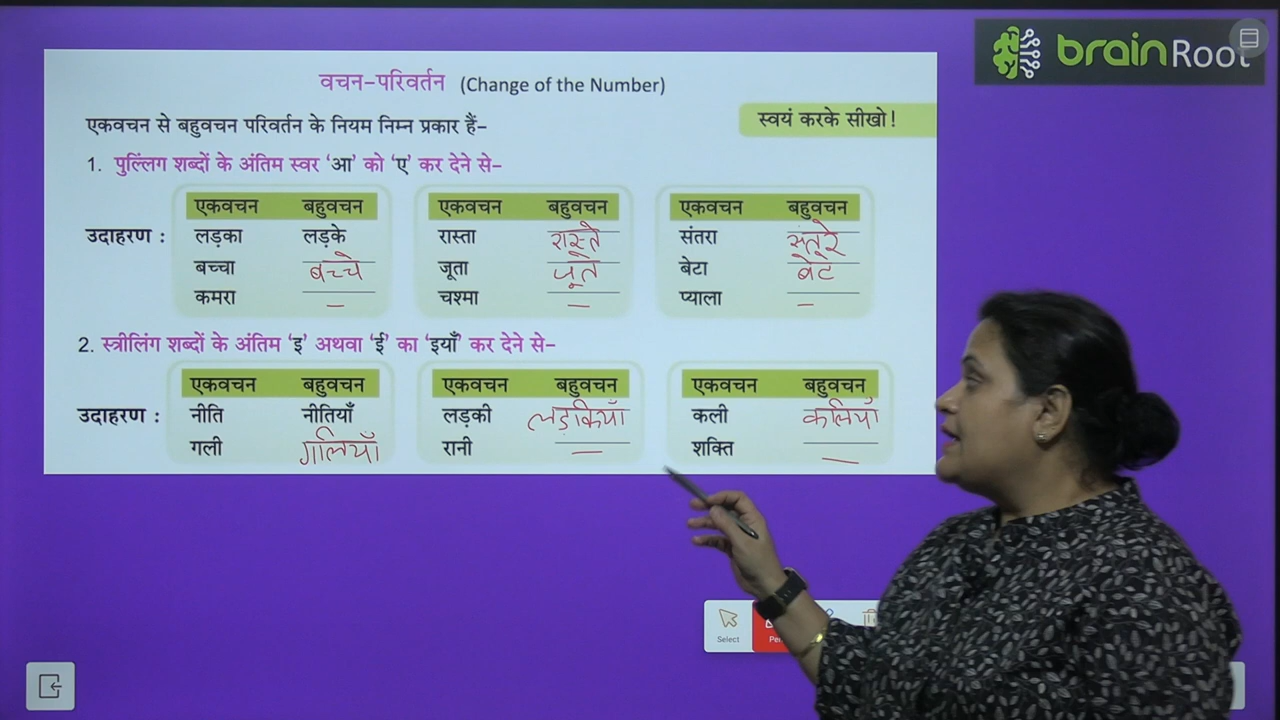 brainRoot
वचन-परिवर्तन (Change of the Number)
एकवचन से बहुवचन परिवर्तन के नियम निम्न प्रकार हैं-
स्वयं करके सीखो!
1. पुल्लिंग शब्दों के अंतिम स्वर ‘आ’ को ‘ए’ कर देने से-
एकवचन बहुवचन एकवचन बहुवचन एकवचन बहुवचन
उदाहरण : लड़का लड़के रास्ता रास्ते संतरा संतरे
बच्चा बच्चे जूता जूते बेटा बेटे
कमरा – चश्मा – प्याला –
2. स्त्रीलिंग शब्दों के अंतिम ‘इ’ अथवा ‘ई’ का ‘इयाँ’ कर देने से-
एकवचन बहुवचन एकवचन बहुवचन एकवचन बहुवचन
उदाहरण : नीति नीतियाँ लड़की लड़कियाँ कली कलियाँ
गली गलियाँ रानी – शक्ति –
Select